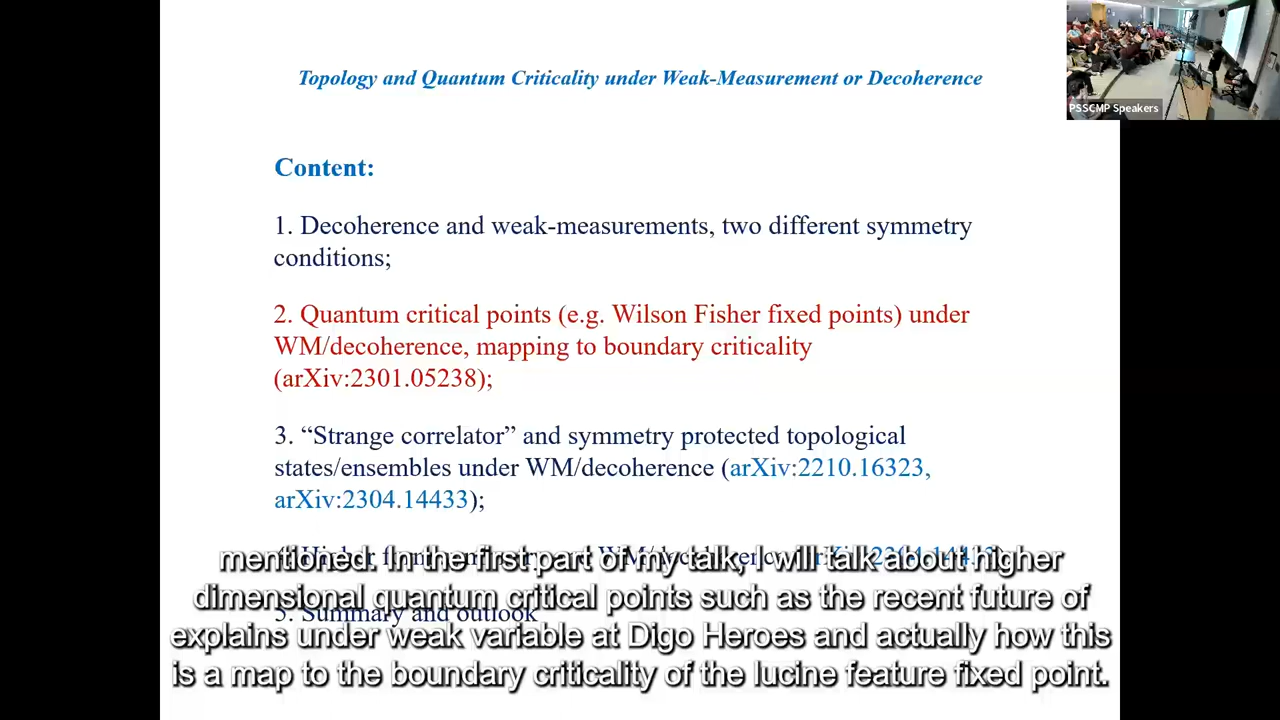 Topology and Quantum Criticality under Weak-Measurement or Decoherence
PSSCMP Speakers
Content:
1. Decoherence and weak-measurements, two different symmetry
conditions;
2. Quantum critical points (e.g. Wilson Fisher fixed points) under
WM/decoherence, mapping to boundary criticality
(arXiv:2301.05238);
3. “Strange correlator” and symmetry protected topological
states/ensembles under WM/decoherence (arXiv:2210.16323,
arXiv:2304.14433);
5. Summary and outlook
mentioned. In the first part of my talk, I will talk about higher
dimensional quantum critical points such as the recent future of
explains under weak variable at Digo Heroes and actually how this
is a map to the boundary criticality of the lucine feature fixed point.